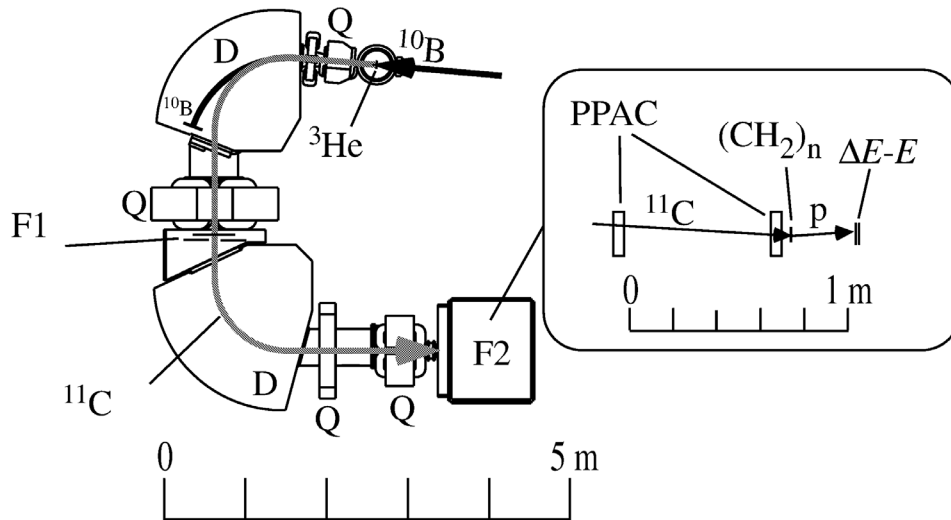 Q
¹⁰B
D
¹⁰B
³He
PPAC
(CH₂)ₙ
ΔE-E
¹¹C
p
Q
F1
0
1 m
F2
D
¹¹C
Q
Q
0
5 m